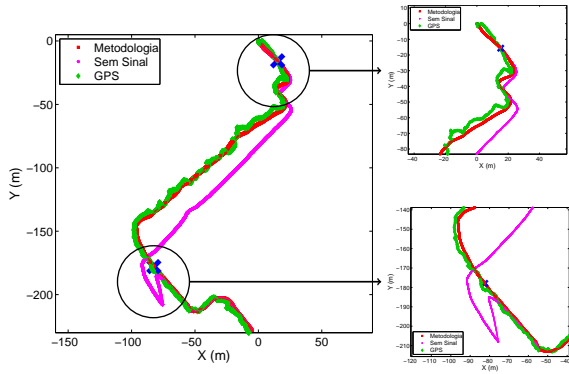 Metodologia
Sem Sinal
GPS
0
−50
−100
−150
−200
Y (m)
−150
−100
−50
0
50
X (m)
10
0
−10
−20
−30
−40
−50
−60
−70
−80
Y (m)
−40
−20
0
20
40
X (m)
Metodologia
Sem Sinal
GPS
−140
−150
−160
−170
−180
−190
−200
−210
Y (m)
−120
−110
−100
−90
−80
−70
−60
−50
−40
X (m)
Metodologia
Sem Sinal
GPS